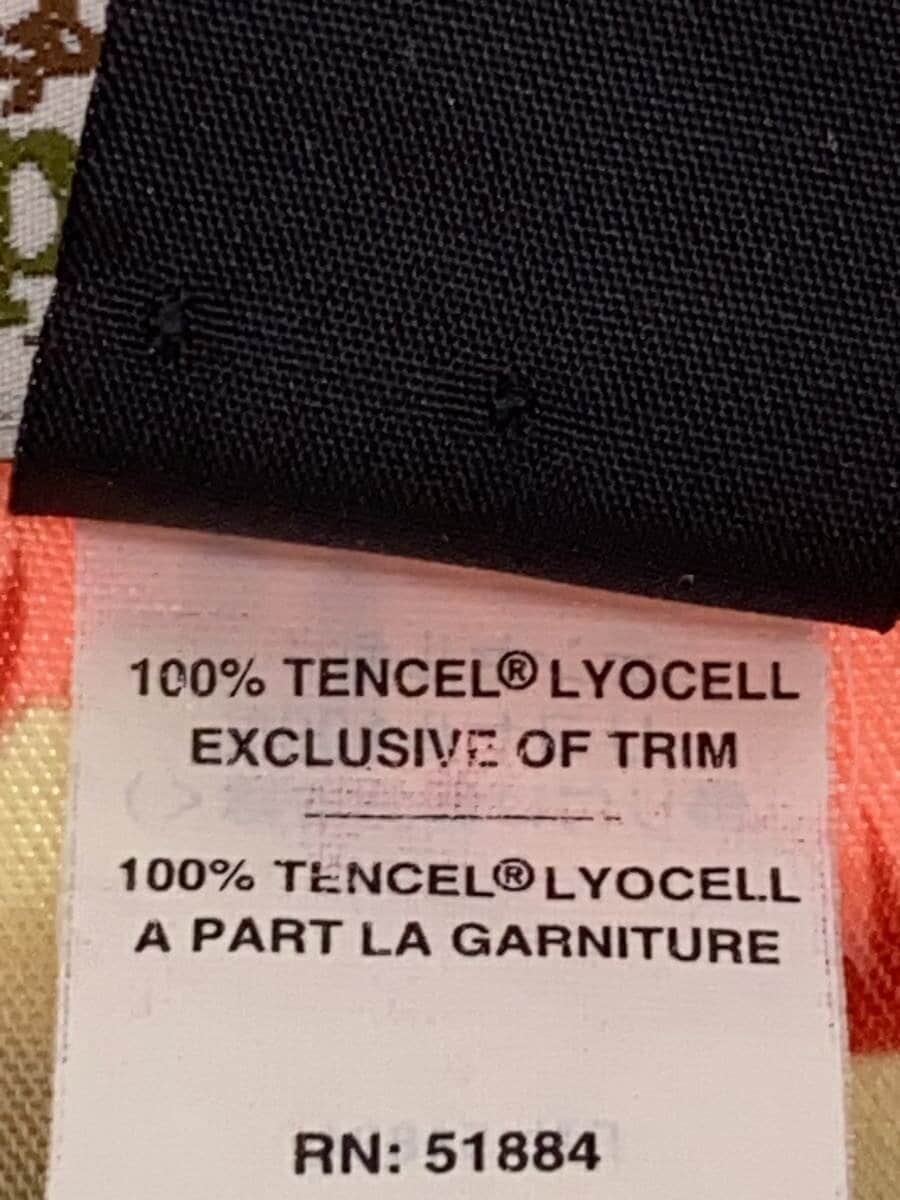 100% TENCEL® LYOCELL
EXCLUSIVE OF TRIM
100% TENCEL® LYOCELL
A PART LA GARNITURE
RN: 51884